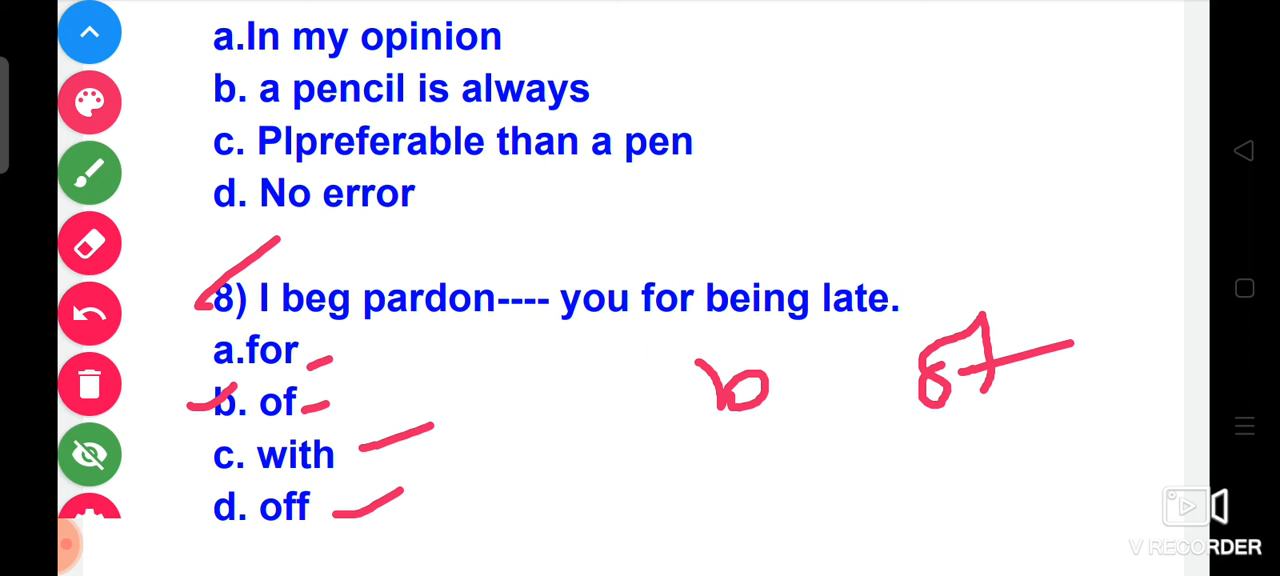 a.In my opinion
b. a pencil is always
c. Plpreferable than a pen
d. No error
8) I beg pardon---- you for being late.
a.for
b. of
c. with
d. off
V RECORDER